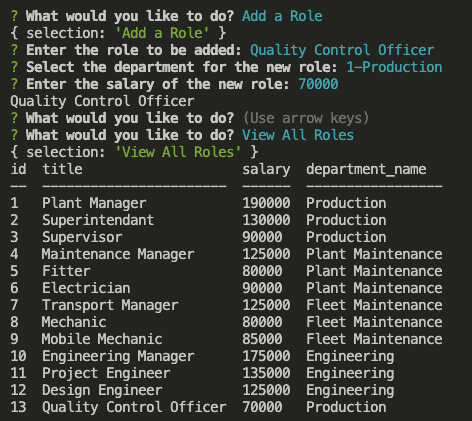 ? What would you like to do? Add a Role
{ selection: 'Add a Role' }
? Enter the role to be added: Quality Control Officer
? Select the department for the new role: 1-Production
? Enter the salary of the new role: 70000
Quality Control Officer
? What would you like to do? (Use arrow keys)
? What would you like to do? View All Roles
{ selection: 'View All Roles' }
id  title                    salary  department_name
--  -----------------------  ------  -----------------
1   Plant Manager            190000  Production
2   Superintendant           130000  Production
3   Supervisor               90000   Production
4   Maintenance Manager      125000  Plant Maintenance
5   Fitter                   80000   Plant Maintenance
6   Electrician              90000   Plant Maintenance
7   Transport Manager        125000  Fleet Maintenance
8   Mechanic                 80000   Fleet Maintenance
9   Mobile Mechanic          85000   Fleet Maintenance
10  Engineering Manager      175000  Engineering
11  Project Engineer         135000  Engineering
12  Design Engineer          125000  Engineering
13  Quality Control Officer  70000   Production